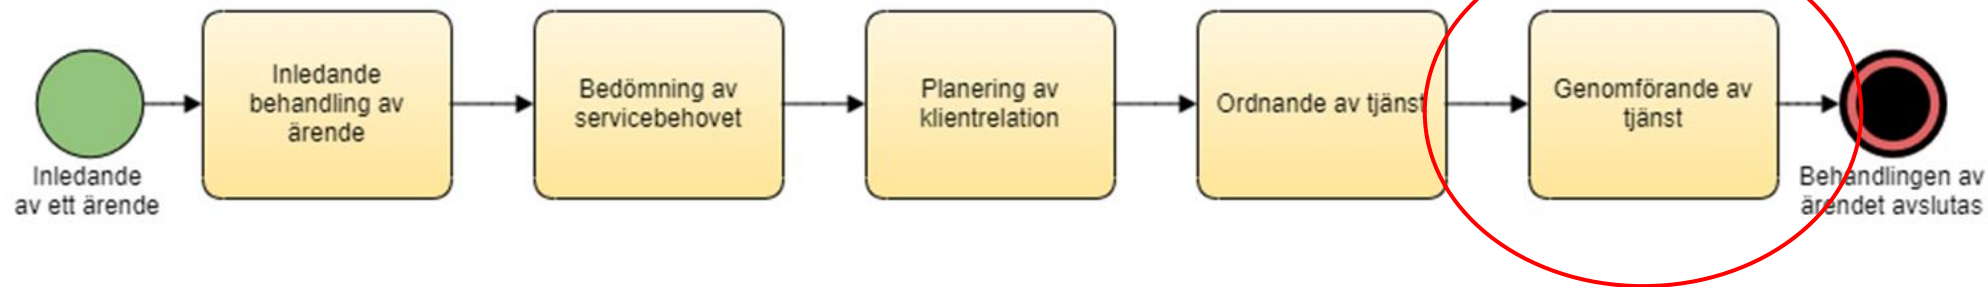 Inledande
av ett ärende
Inledande
behandling av
ärende
Bedömning av
servicebehovet
Planering av
klientrelation
Ordnande av tjänst
Genomförande av
tjänst
Behandlingen av
ärendet avslutas